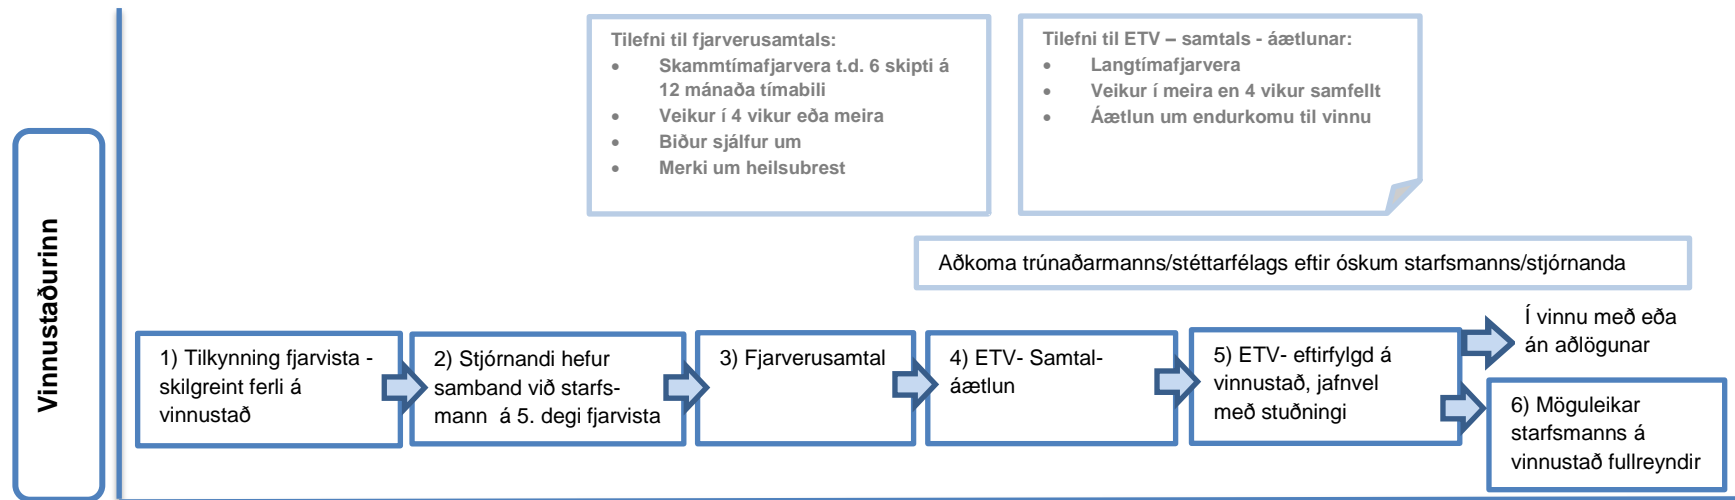 Vinnustaðurinn
Tilefni til fjarverusamtals:
• Skammtímafjarvera t.d. 6 skipti á
12 mánaða tímabili
• Veikur í 4 vikur eða meira
• Biður sjálfur um
• Merki um heilsubrest
Tilefni til ETV – samtals - áætlunar:
• Langtímafjarvera
• Veikur í meira en 4 vikur samfellt
• Áætlun um endurkomu til vinnu
Aðkoma trúnaðarmanns/stéttarfélags eftir óskum starfsmanns/stjórnanda
1) Tilkynning fjarvista -
skilgreint ferli á
vinnustað
2) Stjórnandi hefur
samband við starfs-
mann á 5. degi fjarvista
3) Fjarverusamtal
4) ETV- Samtal-
áætlun
5) ETV- eftirfylgd á
vinnustað, jafnvel
með stuðningi
Í vinnu með eða
án aðlögunar
6) Möguleikar
starfsmanns á
vinnustað fullreyndir